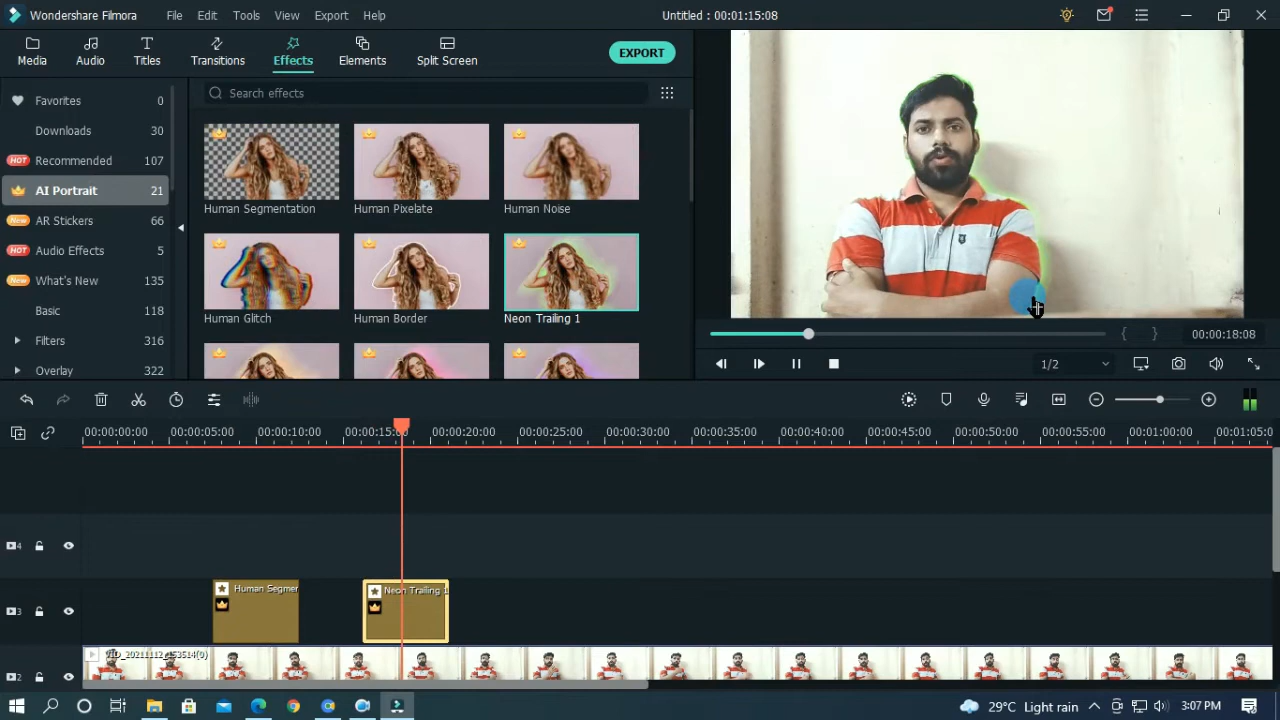 Wondershare Filmora File Edit Tools View Export Help Untitled : 00:01:15:08
Media Audio Titles Transitions Effects Elements Split Screen EXPORT
Favorites 0
Downloads 30
HOT Recommended 107
AI Portrait 21
New AR Stickers 66
HOT Audio Effects 5
New What's New 135
Basic 118
Filters 316
Overlay 322
Search effects
Human Segmentation Human Pixelate Human Noise
Human Glitch Human Border Neon Trailing 1
{ } 00:00:18:08
1/2
00:00:00:00 00:00:05:00 00:00:10:00 00:00:15:00 00:00:20:00 00:00:25:00 00:00:30:00 00:00:35:00 00:00:40:00 00:00:45:00 00:00:50:00 00:00:55:00 00:01:00:00 00:01:05:0
4
3 Human Segmer Neon Trailing 1
2 VID_20211112_153514(0)
29°C Light rain 3:07 PM